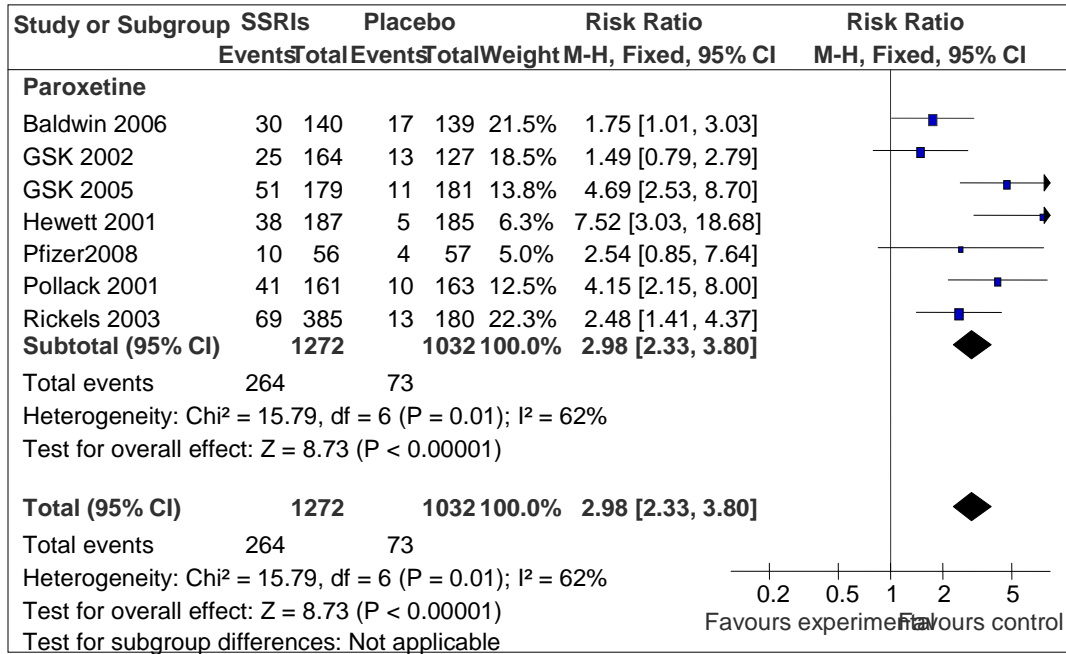 Study or Subgroup SSRIs Placebo Risk Ratio Risk Ratio
Events Total Events Total Weight M-H, Fixed, 95% CI M-H, Fixed, 95% CI
Paroxetine
Baldwin 2006 30 140 17 139 21.5% 1.75 [1.01, 3.03]
GSK 2002 25 164 13 127 18.5% 1.49 [0.79, 2.79]
GSK 2005 51 179 11 181 13.8% 4.69 [2.53, 8.70]
Hewett 2001 38 187 5 185 6.3% 7.52 [3.03, 18.68]
Pfizer2008 10 56 4 57 5.0% 2.54 [0.85, 7.64]
Pollack 2001 41 161 10 163 12.5% 4.15 [2.15, 8.00]
Rickels 2003 69 385 13 180 22.3% 2.48 [1.41, 4.37]
Subtotal (95% CI) 1272 1032 100.0% 2.98 [2.33, 3.80]
Total events 264 73
Heterogeneity: Chi² = 15.79, df = 6 (P = 0.01); I² = 62%
Test for overall effect: Z = 8.73 (P < 0.00001)
Total (95% CI) 1272 1032 100.0% 2.98 [2.33, 3.80]
Total events 264 73
Heterogeneity: Chi² = 15.79, df = 6 (P = 0.01); I² = 62%
0.2 0.5 1 2 5
Test for overall effect: Z = 8.73 (P < 0.00001)
Favours experimental Favours control
Test for subgroup differences: Not applicable